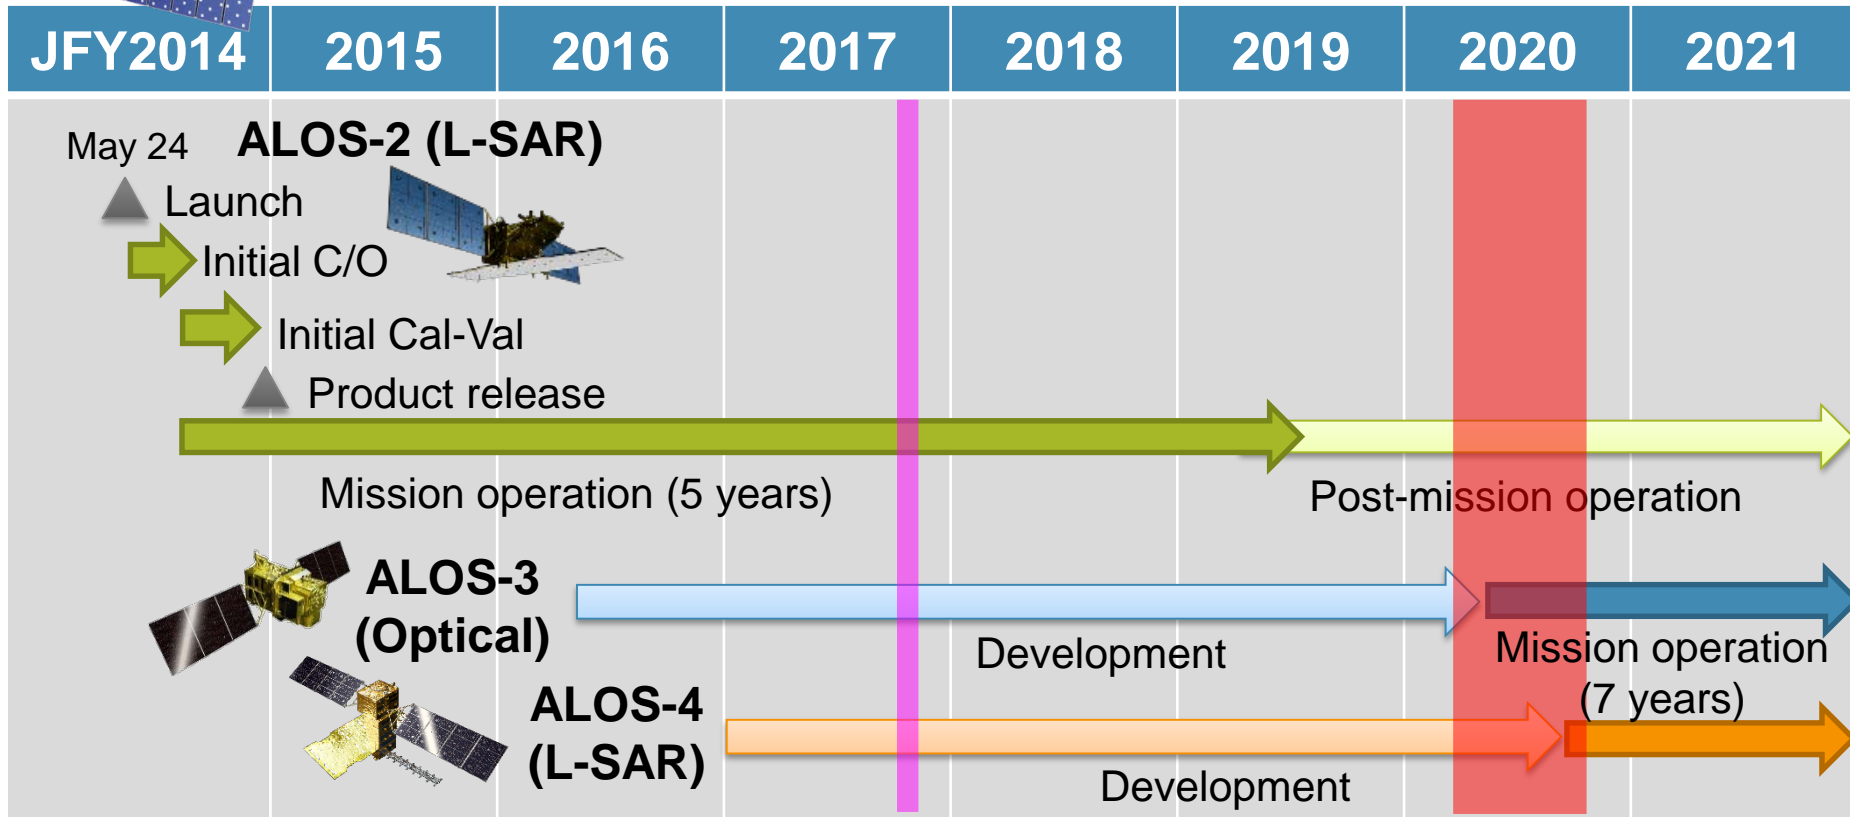 JFY2014 2015 2016 2017 2018 2019 2020 2021
May 24 ALOS-2 (L-SAR)
Launch
Initial C/O
Initial Cal-Val
Product release
Mission operation (5 years)
Post-mission operation
ALOS-3
(Optical)
Development
Mission operation
(7 years)
ALOS-4
(L-SAR)
Development